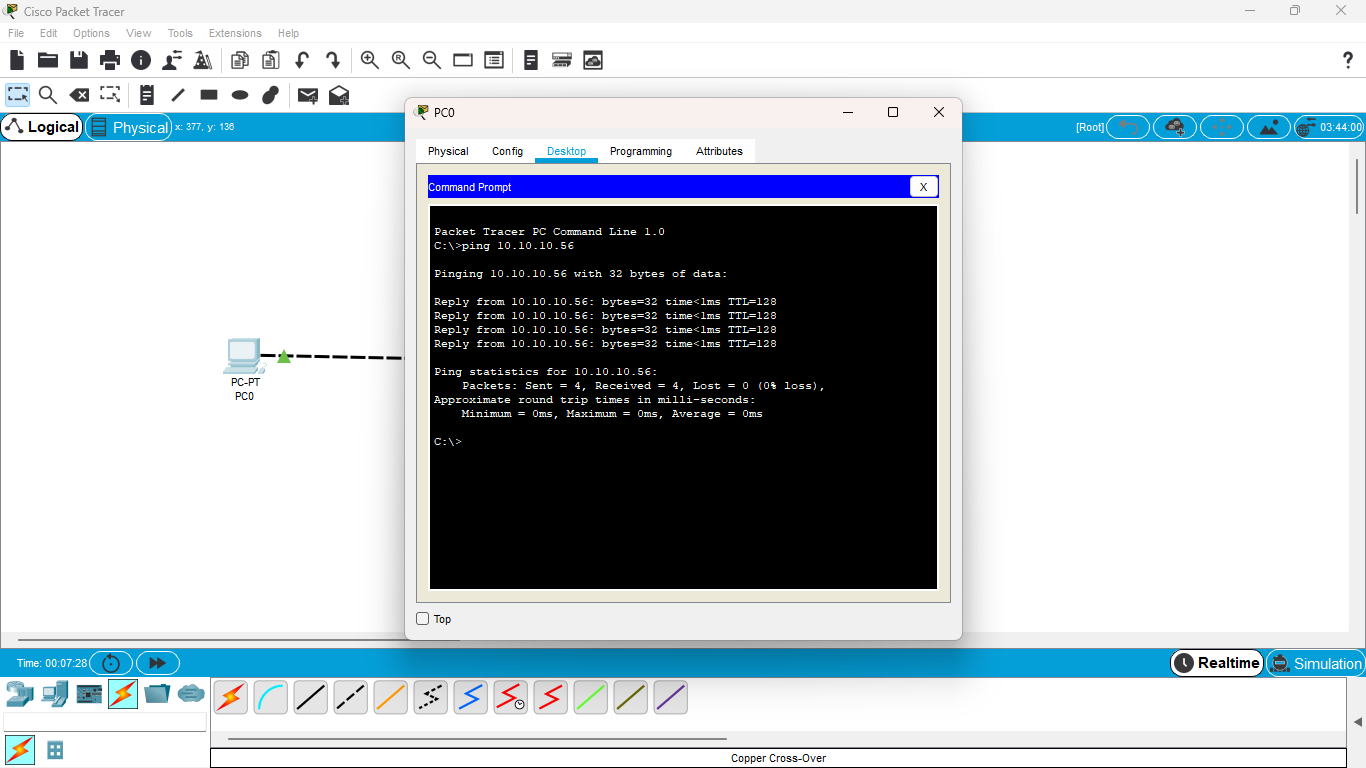 Cisco Packet Tracer
File Edit Options View Tools Extensions Help
Logical Physical x: 377, y: 136
[Root] 03:44:00
PC-PT
PC0
PC0
Physical Config Desktop Programming Attributes
Command Prompt X
Packet Tracer PC Command Line 1.0
C:\>ping 10.10.10.56
Pinging 10.10.10.56 with 32 bytes of data:
Reply from 10.10.10.56: bytes=32 time<1ms TTL=128
Reply from 10.10.10.56: bytes=32 time<1ms TTL=128
Reply from 10.10.10.56: bytes=32 time<1ms TTL=128
Reply from 10.10.10.56: bytes=32 time<1ms TTL=128
Ping statistics for 10.10.10.56:
Packets: Sent = 4, Received = 4, Lost = 0 (0% loss),
Approximate round trip times in milli-seconds:
Minimum = 0ms, Maximum = 0ms, Average = 0ms
C:\>
Top
Time: 00:07:28
Realtime Simulation
Copper Cross-Over